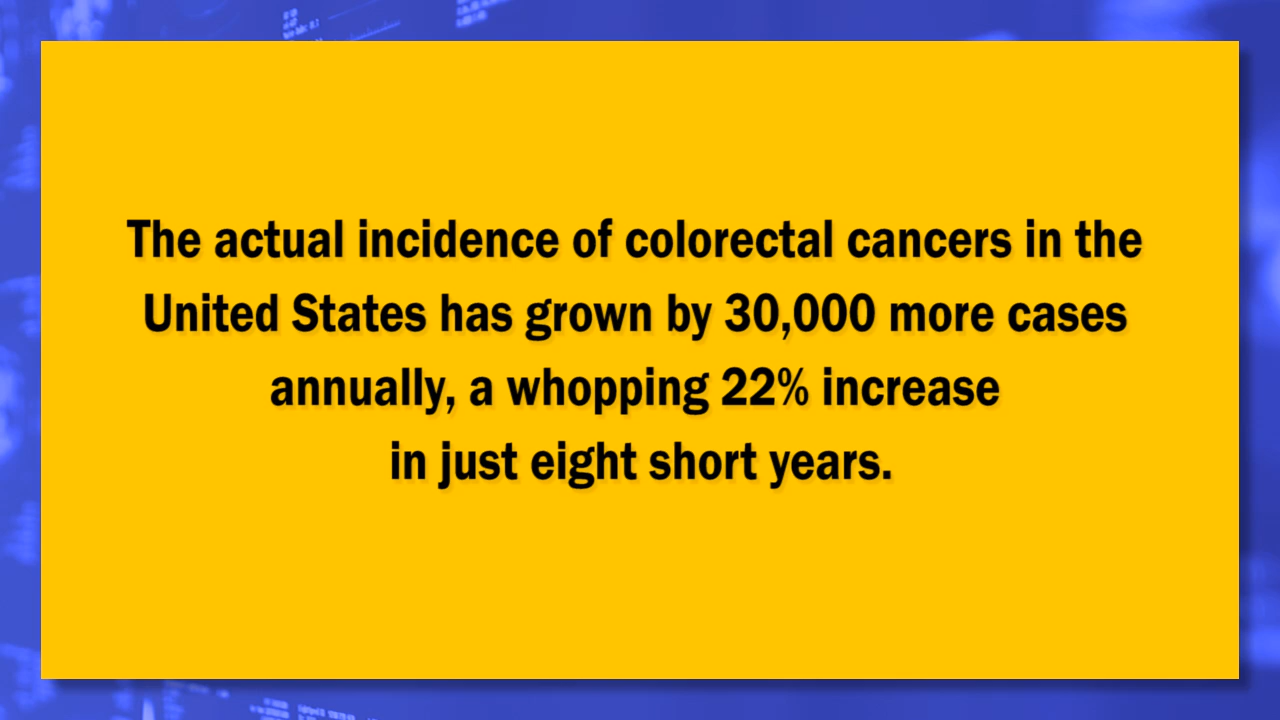 The actual incidence of colorectal cancers in the
United States has grown by 30,000 more cases
annually, a whopping 22% increase
in just eight short years.